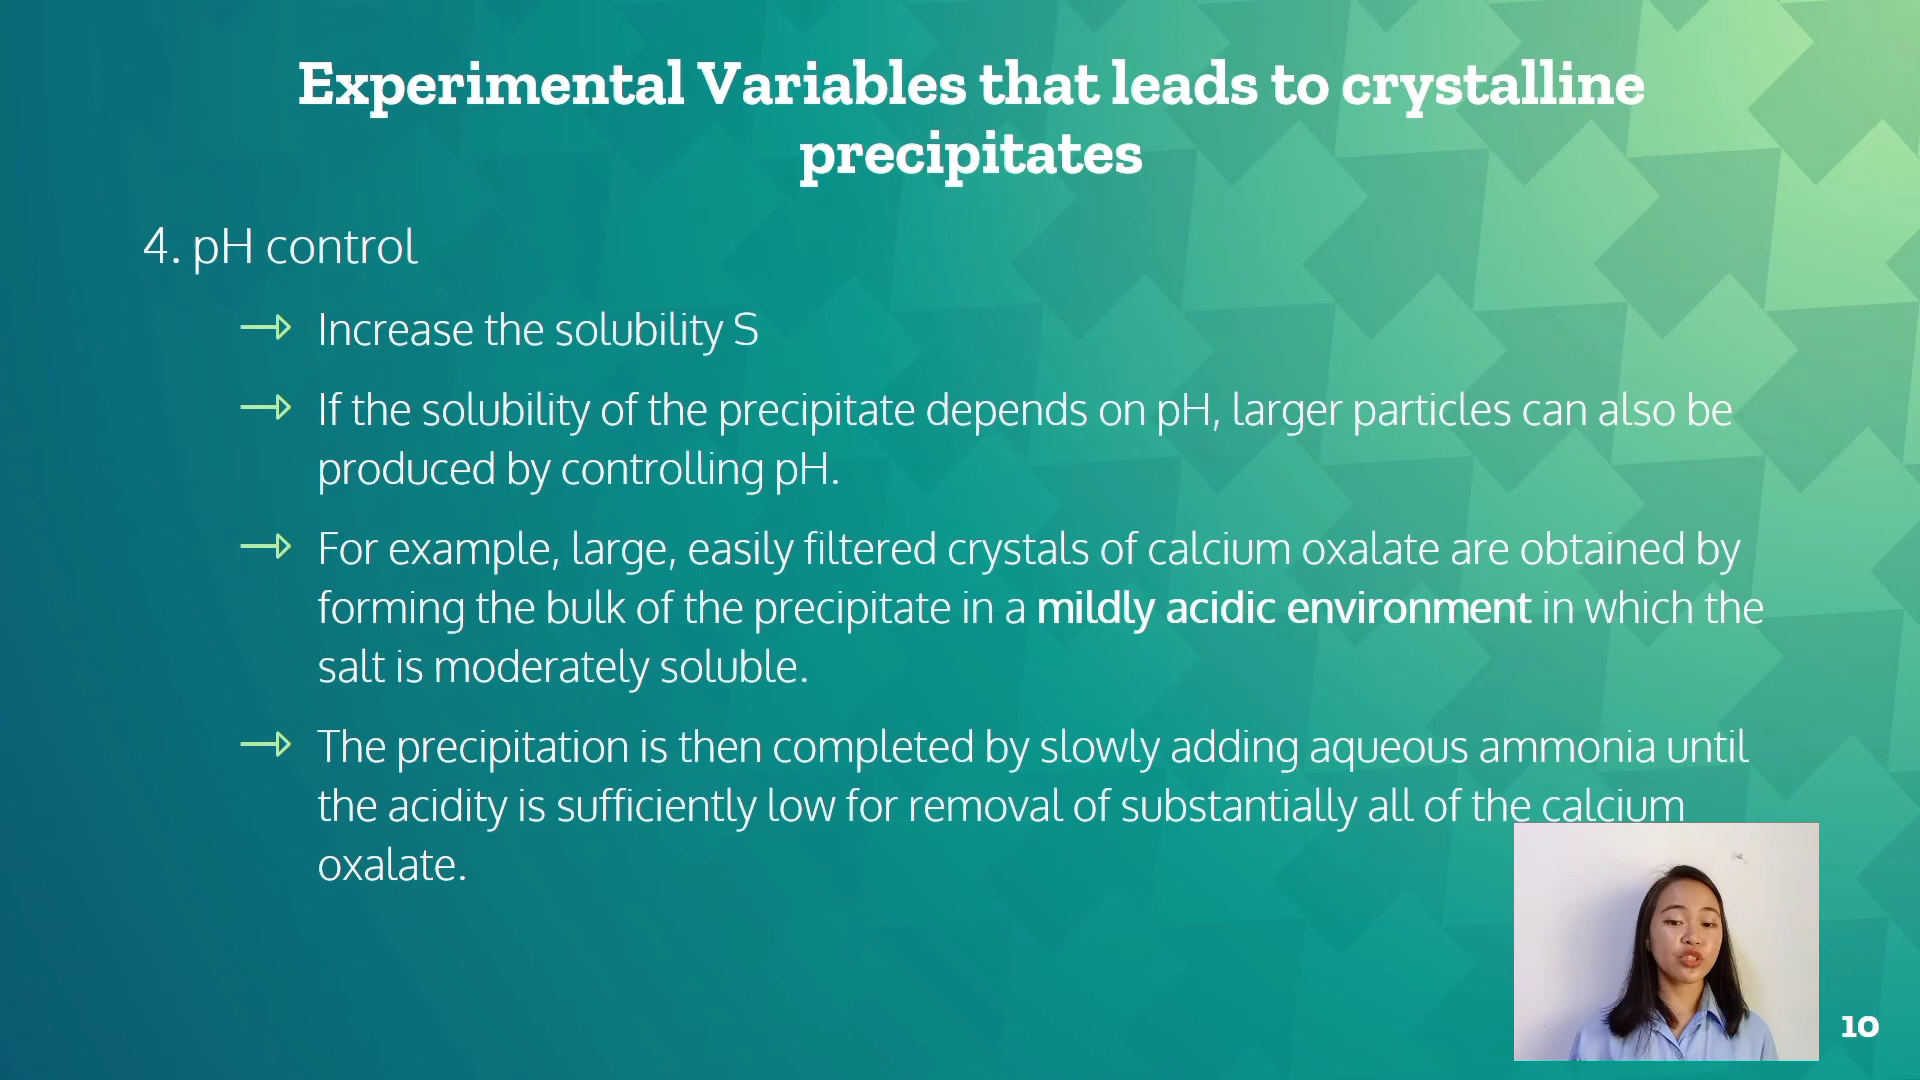 Experimental Variables that leads to crystalline
precipitates
4. pH control
Increase the solubility S
If the solubility of the precipitate depends on pH, larger particles can also be
produced by controlling pH.
For example, large, easily filtered crystals of calcium oxalate are obtained by
forming the bulk of the precipitate in a mildly acidic environment in which the
salt is moderately soluble.
The precipitation is then completed by slowly adding aqueous ammonia until
the acidity is sufficiently low for removal of substantially all of the calcium
oxalate.
10